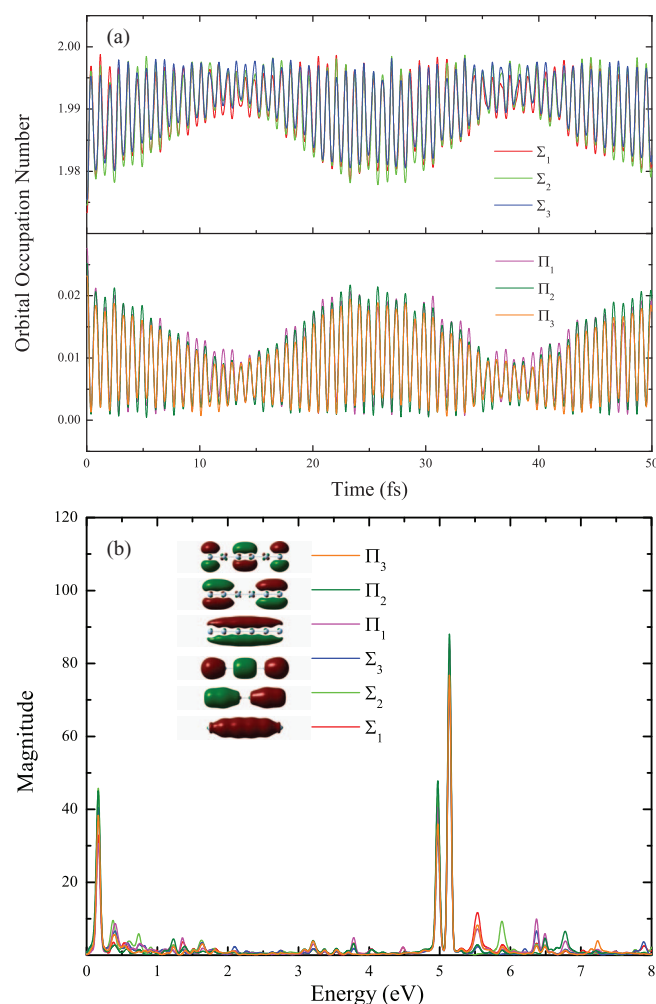 (a)
2.00
1.99
1.98
Σ₁
Σ₂
Σ₃
Orbital Occupation Number
Π₁
Π₂
Π₃
0.02
0.01
0.00
0 10 20 30 40 50
Time (fs)
(b)
120
100
80
60
40
20
Magnitude
Π₃
Π₂
Π₁
Σ₃
Σ₂
Σ₁
0 1 2 3 4 5 6 7 8
Energy (eV)